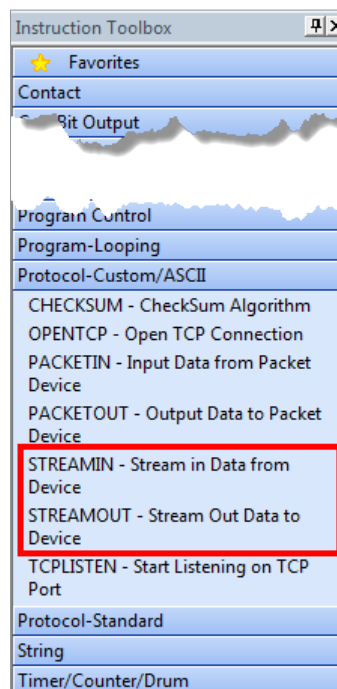 Instruction Toolbox
Favorites
Contact
Bit Output
Program Control
Program-Looping
Protocol-Custom/ASCII
CHECKSUM - CheckSum Algorithm
OPENTCP - Open TCP Connection
PACKETIN - Input Data from Packet
Device
PACKETOUT - Output Data to Packet
Device
STREAMIN - Stream in Data from
Device
STREAMOUT - Stream Out Data to
Device
TCPLISTEN - Start Listening on TCP
Port
Protocol-Standard
String
Timer/Counter/Drum